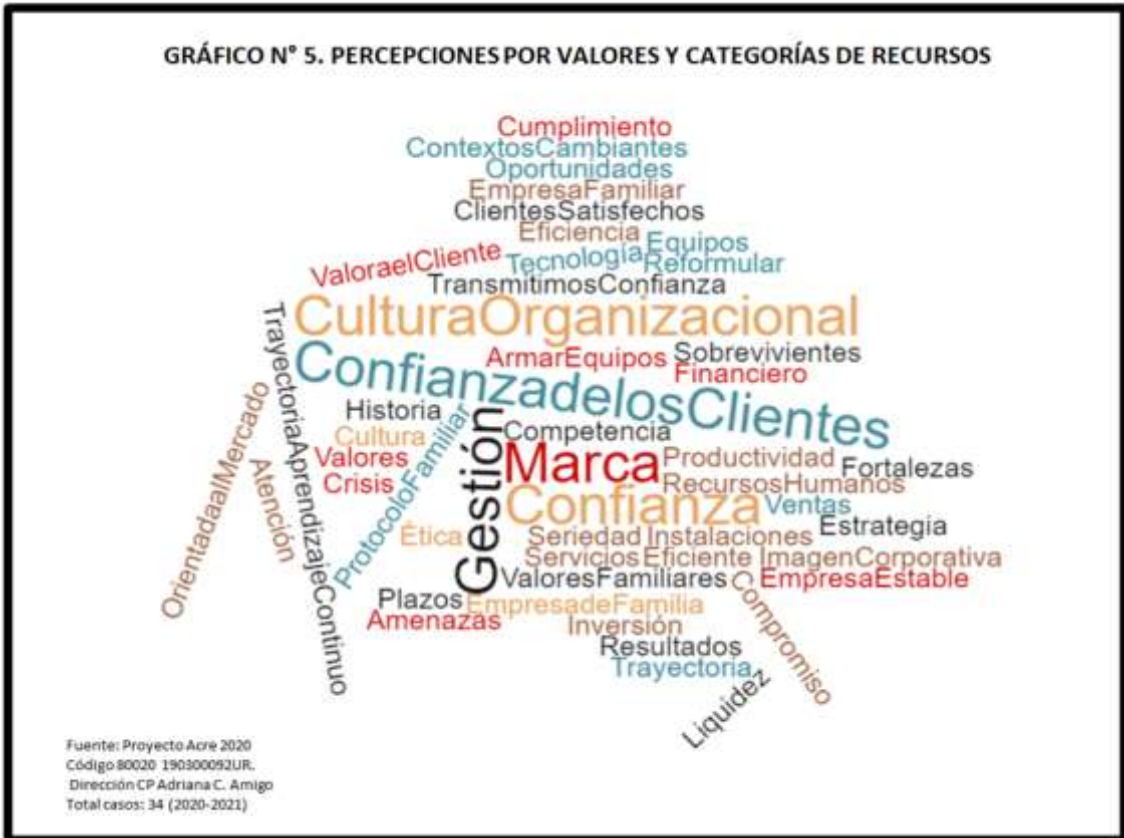 GRÁFICO N° 5. PERCEPCIONES POR VALORES Y CATEGORÍAS DE RECURSOS
Cumplimiento
ContextosCambiantes
Oportunidades
EmpresaFamiliar
ClientesSatisfechos
Eficiencia
Equipos
ValoraelCliente
Tecnología
Reformular
TransmitimosConfianza
CulturaOrganizacional
TrayectoriaAprendizajeContinuo
ConfianzadelosClientes
ArmarEquipos
Sobrevivientes
Financiero
Historia
Cultura
Valores
Crisis
ProtocoloFamiliar
OrientadaalMercado
Atención
Gestión
Competencia
Marca
Productividad
Fortalezas
RecursosHumanos
Confianza
Ventas
Ética
Seriedad
Instalaciones
Estrategia
Servicios
Eficiente
ImagenCorporativa
ValoresFamiliares
EmpresaEstable
Compromiso
Plazos
EmpresadeFamilia
Amenazas
Inversión
Resultados
Trayectoria
Liquidez
Fuente: Proyecto Acre 2020
Código 80020 190300092UR.
Dirección CP Adriana C. Amigo
Total casos: 34 (2020-2021)